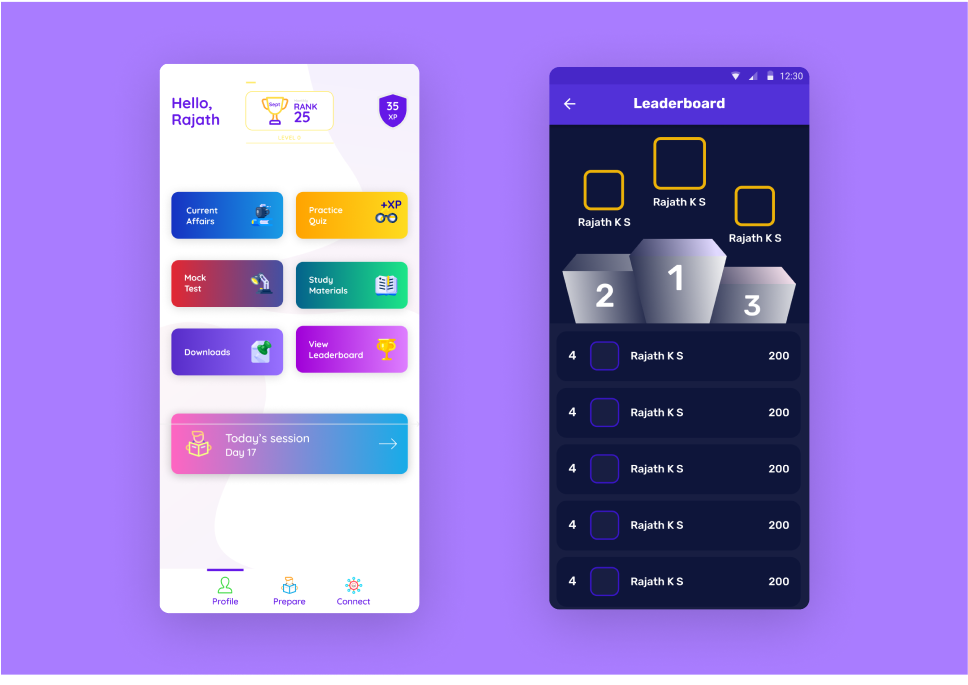 Hello,
Rajath
Sept
RANK
25
35
XP
Current
Affairs
Practice
Quiz
+XP
Mock
Test
Study
Materials
Downloads
View
Leaderboard
Today's session
Day 17
Profile
Prepare
Connect
12:30
Leaderboard
Rajath K S
Rajath K S
Rajath K S
1
2
3
4 Rajath K S 200
4 Rajath K S 200
4 Rajath K S 200
4 Rajath K S 200
4 Rajath K S 200